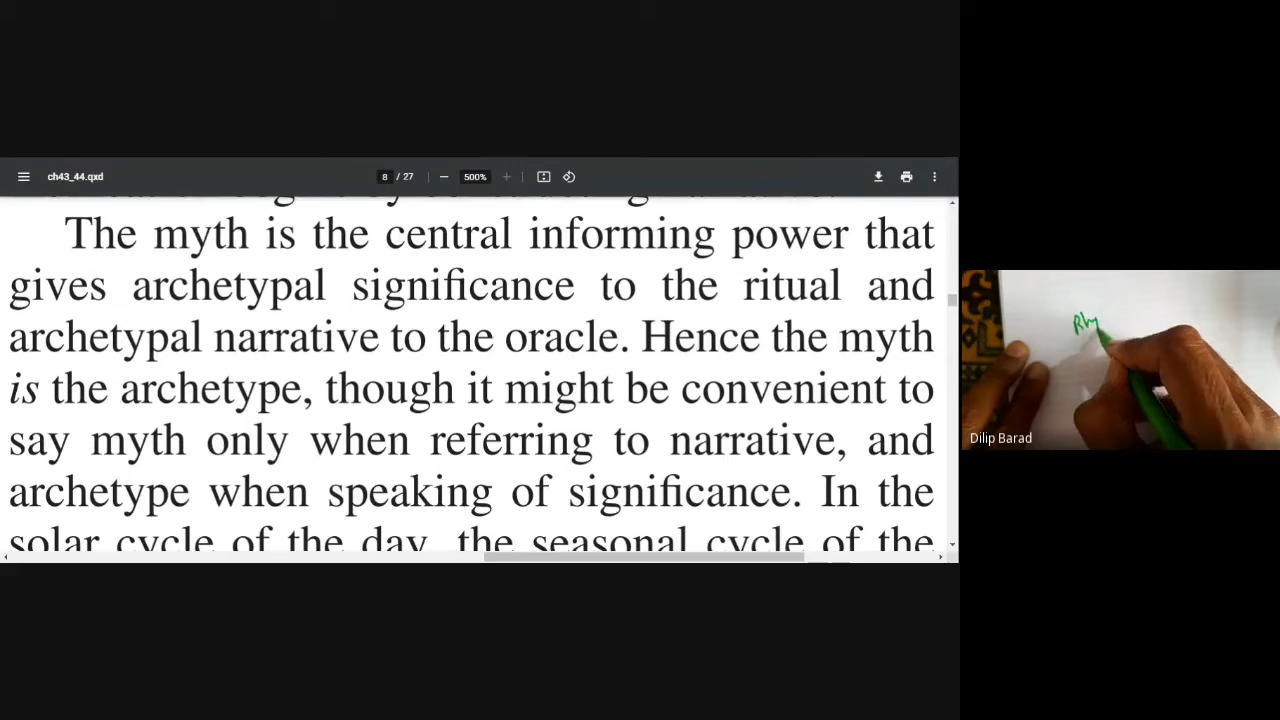 ch43_44.qxd
8 / 27
500%
The myth is the central informing power that
gives archetypal significance to the ritual and
archetypal narrative to the oracle. Hence the myth
is the archetype, though it might be convenient to
say myth only when referring to narrative, and
archetype when speaking of significance. In the
solar cycle of the day, the seasonal cycle of the
Rhy
Dilip Barad